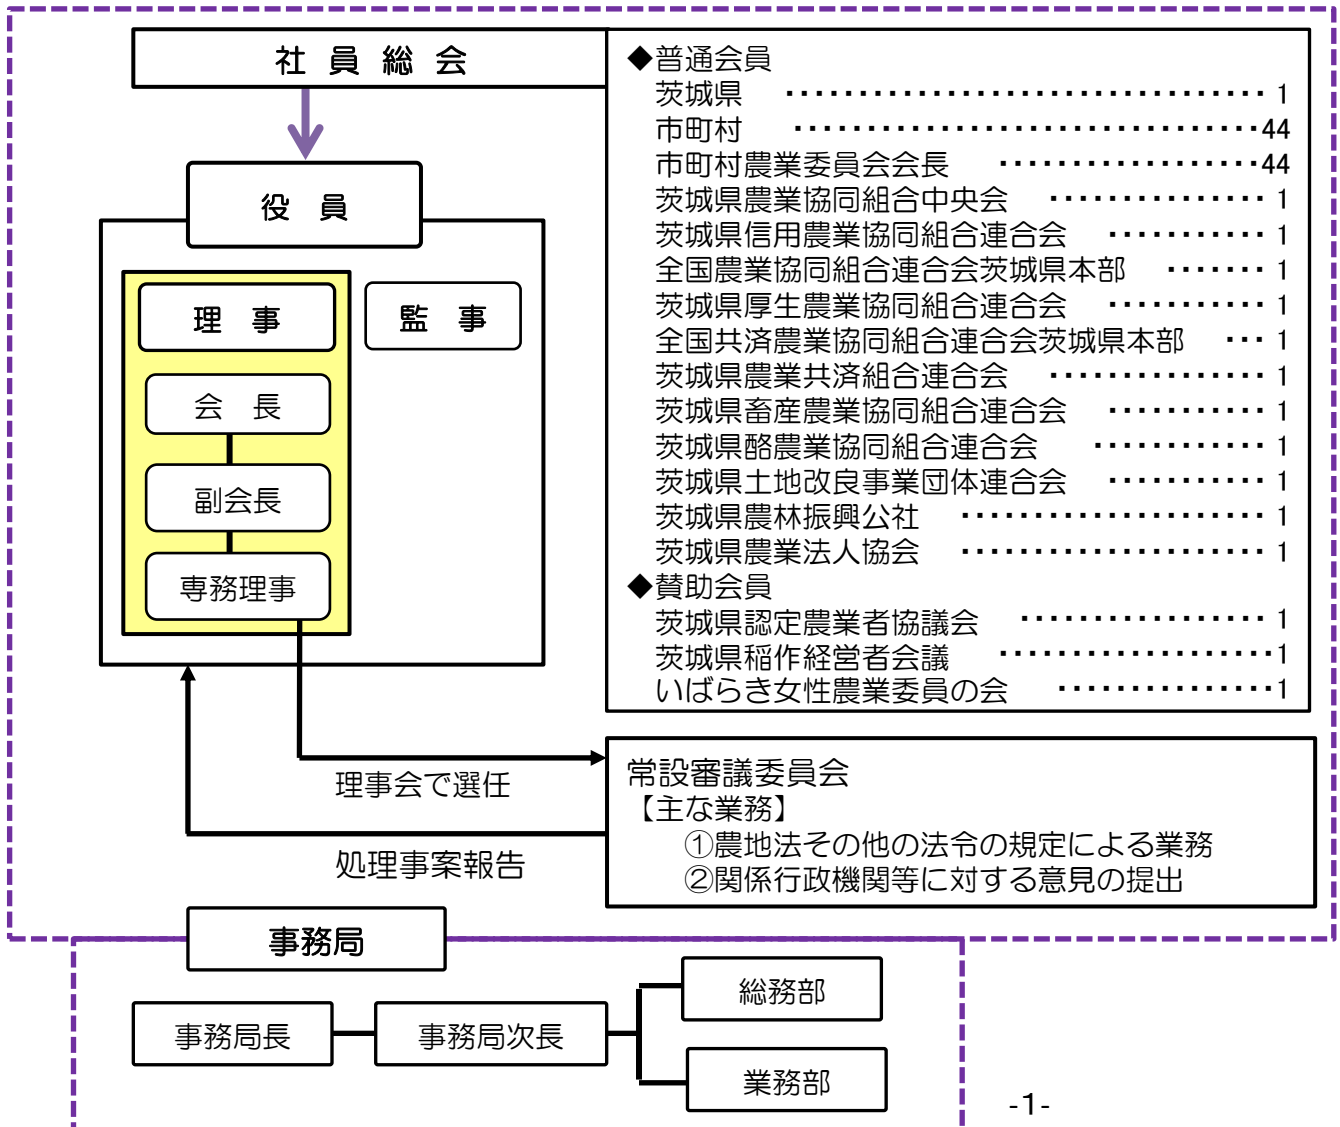 社 員 総 会
◆普通会員
茨城県 ・・・・・・・・・・・・・・・・・・・・・・・・・・・・・・・・・ 1
市町村 ・・・・・・・・・・・・・・・・・・・・・・・・・・・・・・・・44
市町村農業委員会会長 ・・・・・・・・・・・・・・・・・・44
茨城県農業協同組合中央会 ・・・・・・・・・・・・・・・ 1
茨城県信用農業協同組合連合会 ・・・・・・・・・・・ 1
全国農業協同組合連合会茨城県本部 ・・・・・・・ 1
茨城県厚生農業協同組合連合会 ・・・・・・・・・・・ 1
全国共済農業協同組合連合会茨城県本部 ・・・ 1
茨城県農業共済組合連合会 ・・・・・・・・・・・・・・・ 1
茨城県畜産農業協同組合連合会 ・・・・・・・・・・・ 1
茨城県酪農業協同組合連合会 ・・・・・・・・・・・・ 1
茨城県土地改良事業団体連合会 ・・・・・・・・・・・ 1
茨城県農林振興公社 ・・・・・・・・・・・・・・・・・・・・・ 1
茨城県農業法人協会 ・・・・・・・・・・・・・・・・・・・・・ 1
◆賛助会員
茨城県認定農業者協議会 ・・・・・・・・・・・・・・・・・ 1
茨城県稲作経営者会議 ・・・・・・・・・・・・・・・・・・・1
いばらき女性農業委員の会 ・・・・・・・・・・・・・・・1
役 員
理 事
監 事
会 長
副会長
専務理事
理事会で選任
処理事案報告
常設審議委員会
【主な業務】
①農地法その他の法令の規定による業務
②関係行政機関等に対する意見の提出
事務局
事務局長
事務局次長
総務部
業務部
-1-